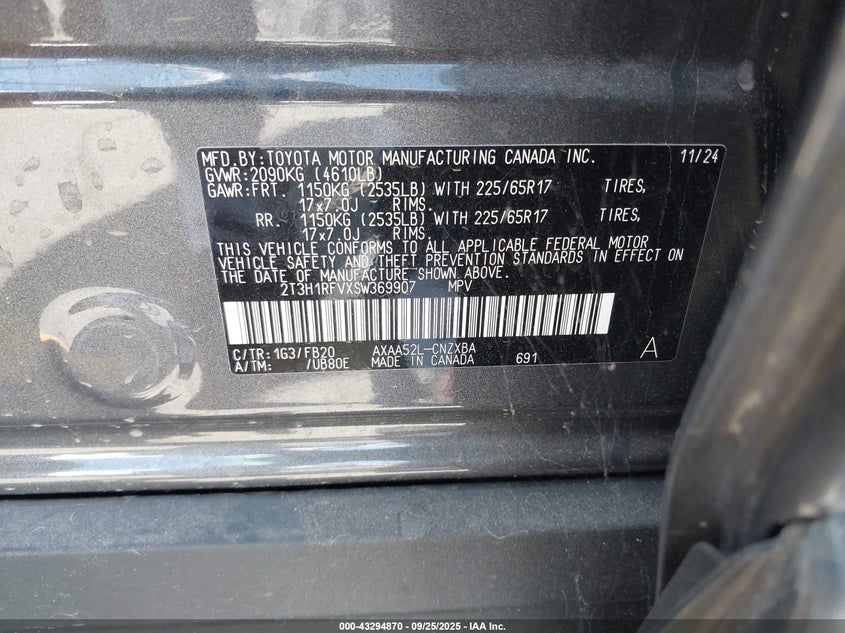 MFD.BY:TOYOTA MOTOR MANUFACTURING CANADA INC. 11/24
GVWR:2090KG (4610LB)
GAWR:FRT. 1150KG (2535LB) WITH 225/65R17 TIRES,
17x7.0J RIMS.
RR. 1150KG (2535LB) WITH 225/65R17 TIRES,
17x7.0J - RIMS.
THIS VEHICLE CONFORMS TO ALL APPLICABLE FEDERAL MOTOR
VEHICLE SAFETY AND THEFT PREVENTION STANDARDS IN EFFECT ON
THE DATE OF MANUFACTURE SHOWN ABOVE.
2T3H1RFVXSW369907 MPV
C/TR:1G3/FB20 AXAA52L-CNZXBA
A/TM: /UB80E MADE IN CANADA 691 A
000-43294870 - 09/25/2025 - IAA Inc.